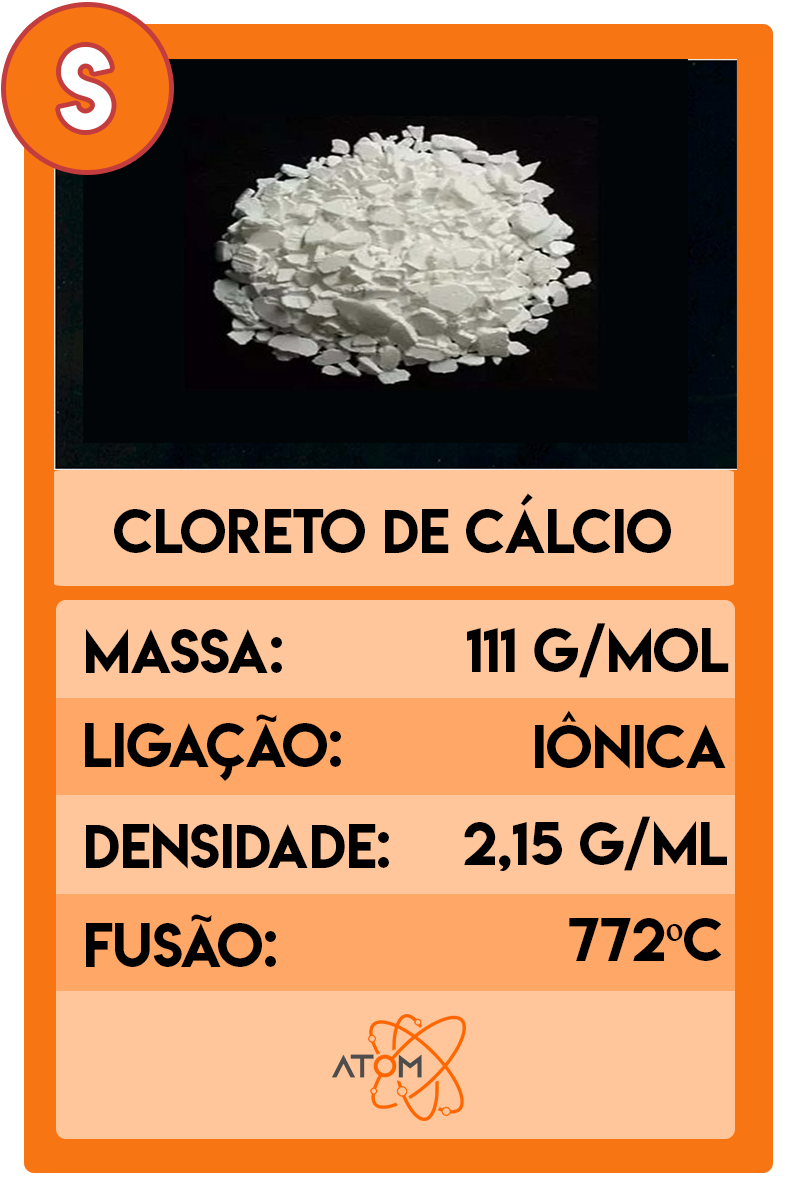 S
CLORETO DE CÁLCIO
MASSA: 111 G/MOL
LIGAÇÃO: IÔNICA
DENSIDADE: 2,15 G/ML
FUSÃO: 772ºC
ATOM